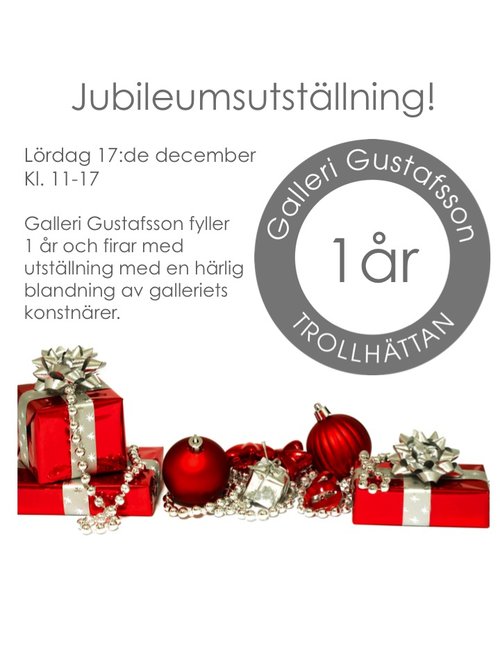 Jubileumsutställning!
Lördag 17:de december
Kl. 11-17
Galleri Gustafsson fyller
1 år och firar med
utställning med en härlig
blandning av galleriets
konstnärer.
Galleri Gustafsson
1 år
TROLLHÄTTAN